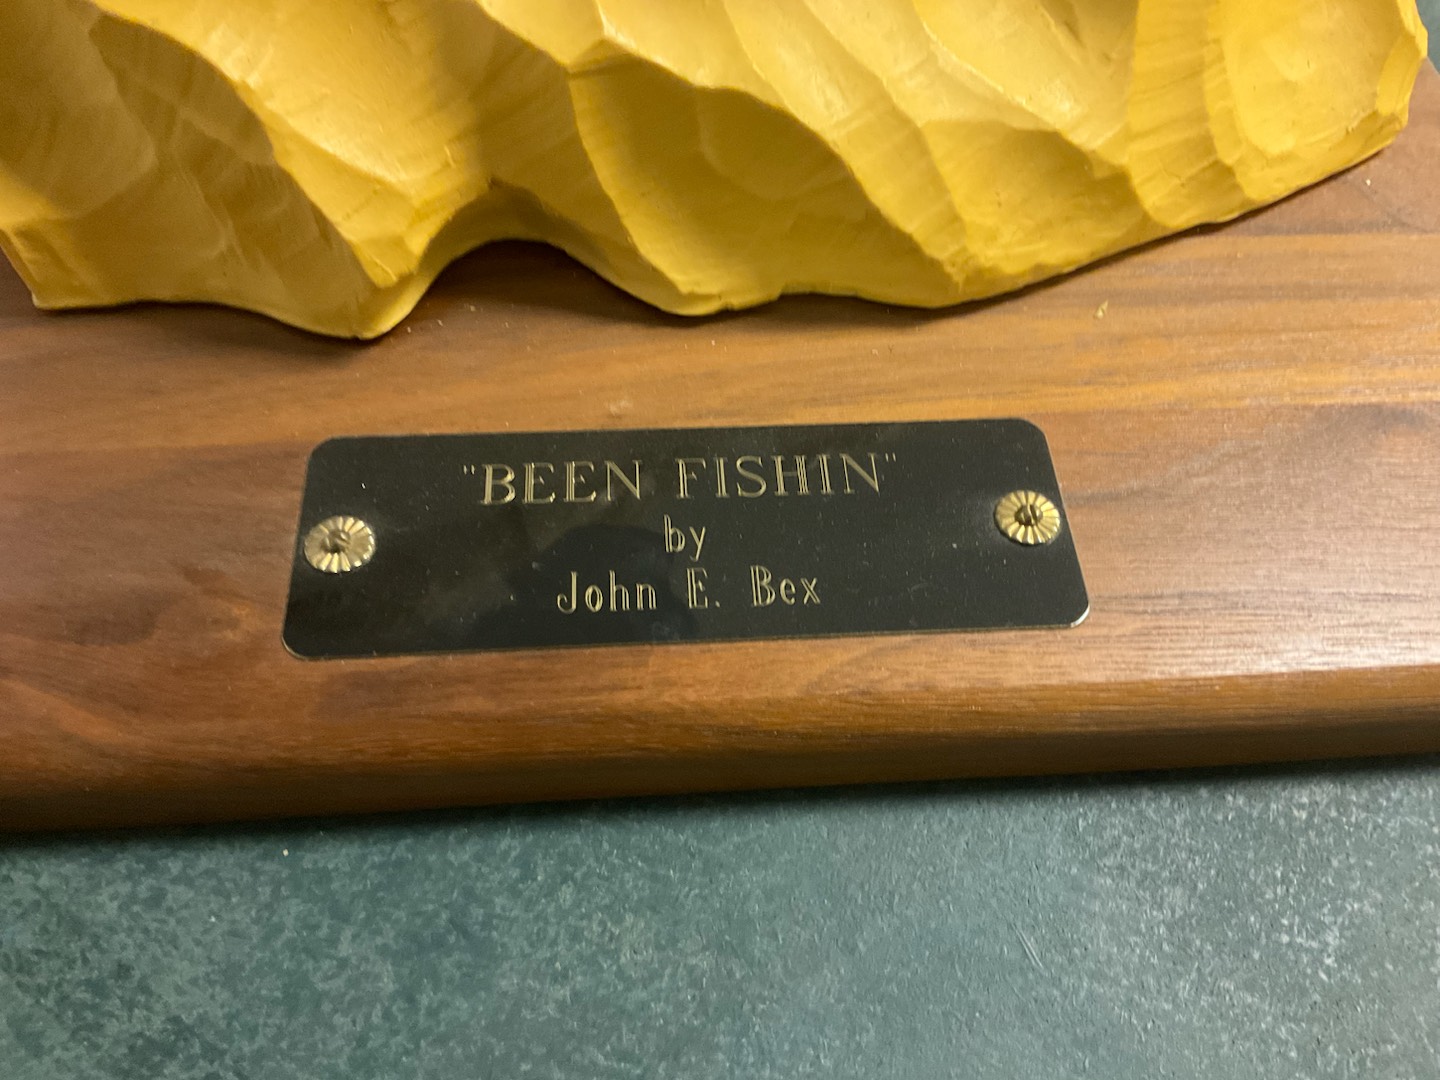 "BEEN FISHIN"
by
John E. Bex